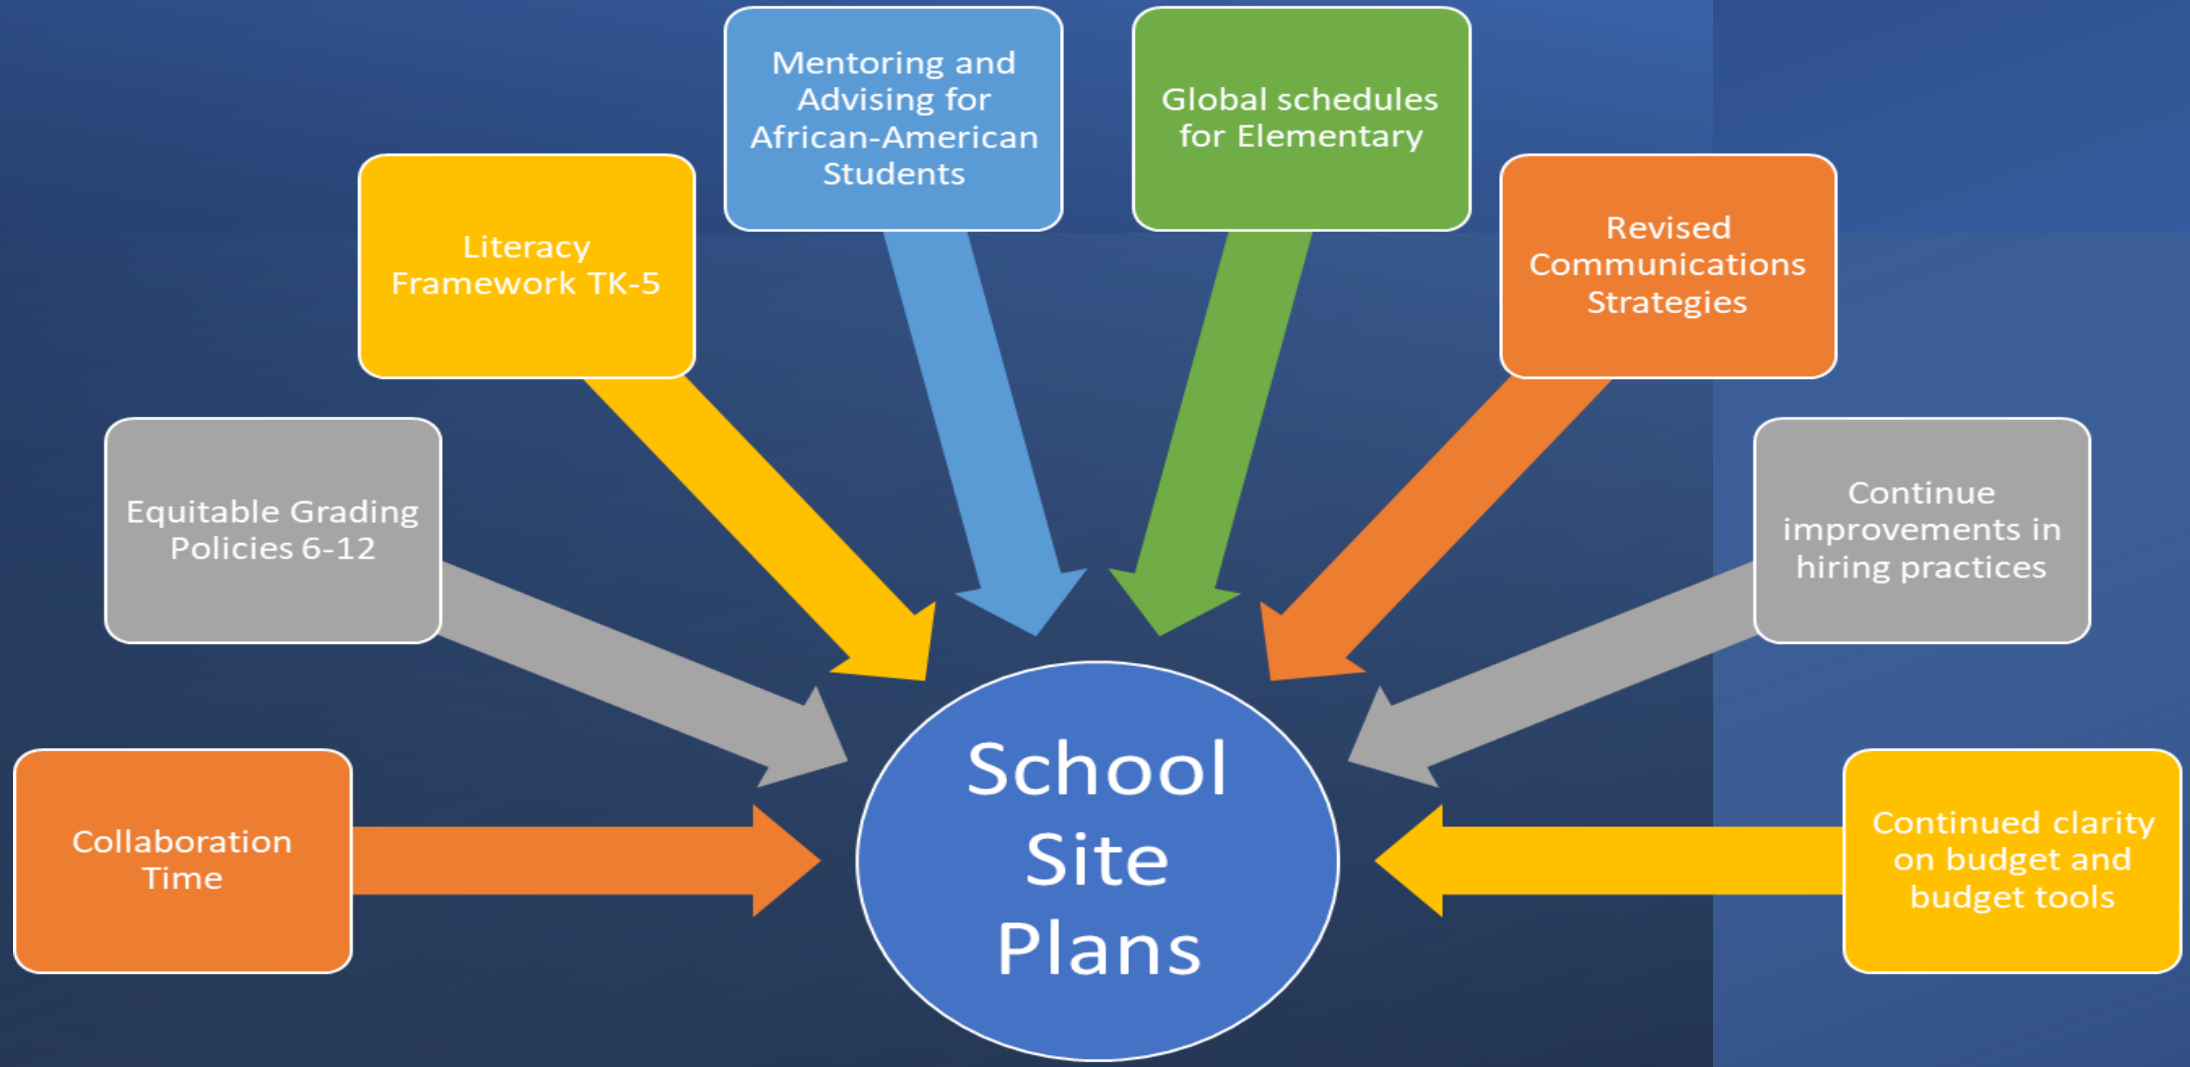 Mentoring and
Advising for
African-American
Students
Global schedules
for Elementary
Literacy
Framework TK-5
Revised
Communications
Strategies
Equitable Grading
Policies 6-12
Continue
improvements in
hiring practices
Collaboration
Time
School
Site
Plans
Continued clarity
on budget and
budget tools